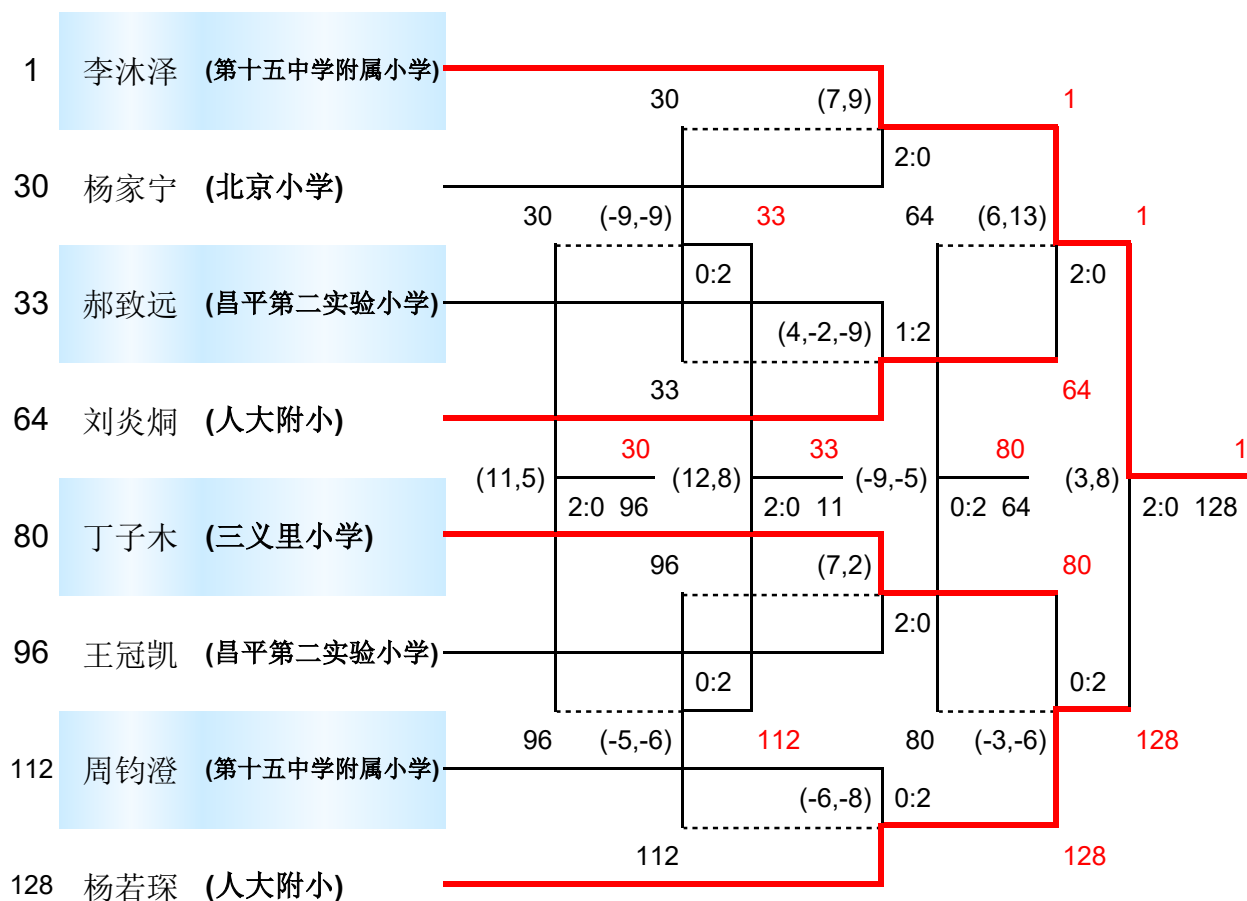 1 李沐泽 (第十五中学附属小学)
30 (7,9) 1
2:0
30 杨家宁 (北京小学)
30 (-9,-9) 33 64 (6,13) 1
0:2 2:0
33 郝致远 (昌平第二实验小学)
(4,-2,-9) 1:2
33 64
64 刘炎炯 (人大附小)
30 33 80 1
(11,5) (12,8) (-9,-5) (3,8)
2:0 96 2:0 11 0:2 64 2:0 128
80 丁子木 (三义里小学)
96 (7,2) 80
2:0
96 王冠凯 (昌平第二实验小学)
0:2 0:2
96 (-5,-6) 112 80 (-3,-6) 128
112 周钧澄 (第十五中学附属小学)
(-6,-8) 0:2
112 128
128 杨若琛 (人大附小)